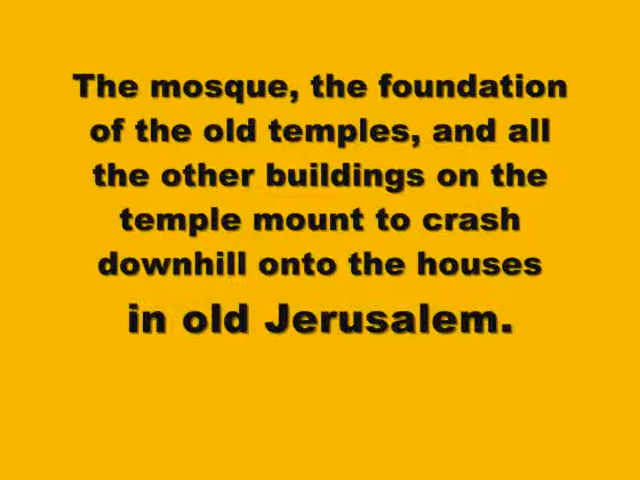 The mosque, the foundation
of the old temples, and all
the other buildings on the
temple mount to crash
downhill onto the houses
in old Jerusalem.